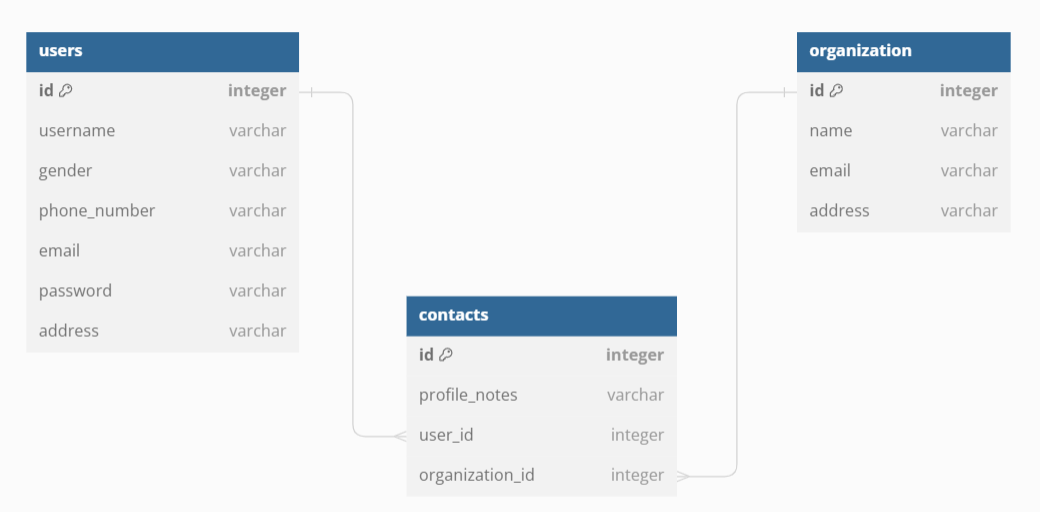 users
id integer
username varchar
gender varchar
phone_number varchar
email varchar
password varchar
address varchar
organization
id integer
name varchar
email varchar
address varchar
contacts
id integer
profile_notes varchar
user_id integer
organization_id integer